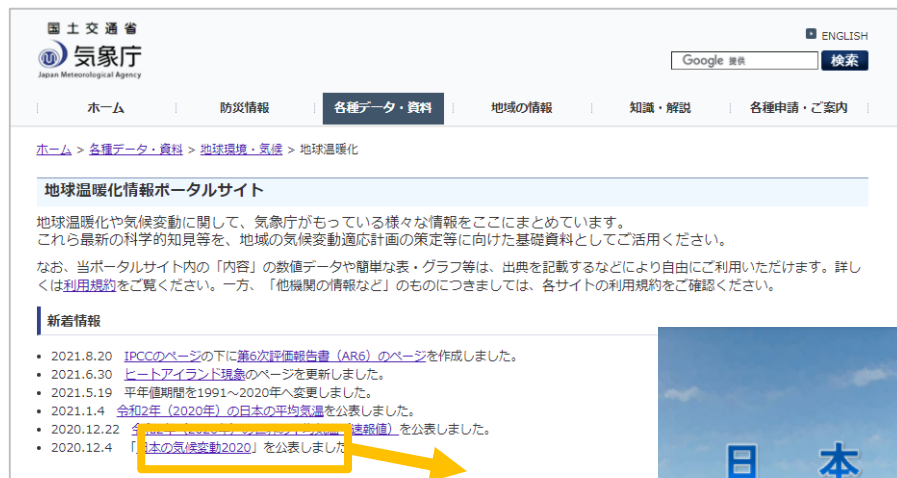 国土交通省
気象庁
Japan Meteorological Agency
ENGLISH
Google 提供
検索
ホーム 防災情報 各種データ・資料 地域の情報 知識・解説 各種申請・ご案内
ホーム > 各種データ・資料 > 地球環境・気候 > 地球温暖化
地球温暖化情報ポータルサイト
地球温暖化や気候変動に関して、気象庁がもっている様々な情報をここにまとめています。
これら最新の科学的知見等を、地域の気候変動適応計画の策定等に向けた基礎資料としてご活用ください。
なお、当ポータルサイト内の「内容」の数値データや簡単な表・グラフ等は、出典を記載するなどにより自由にご利用いただけます。詳し
くは利用規約をご覧ください。一方、「他機関の情報など」のものにつきましては、各サイトの利用規約をご確認ください。
新着情報
• 2021.8.20 IPCCのページの下に第6次評価報告書（AR6）のページを作成しました。
• 2021.6.30 ヒートアイランド現象のページを更新しました。
• 2021.5.19 平年値期間を1991～2020年へ変更しました。
• 2021.1.4 令和2年（2020年）の日本の平均気温を公表しました。
• 2020.12.22 速報値）を公表しました。
• 2020.12.4 「日本の気候変動2020」を公表しました
日本